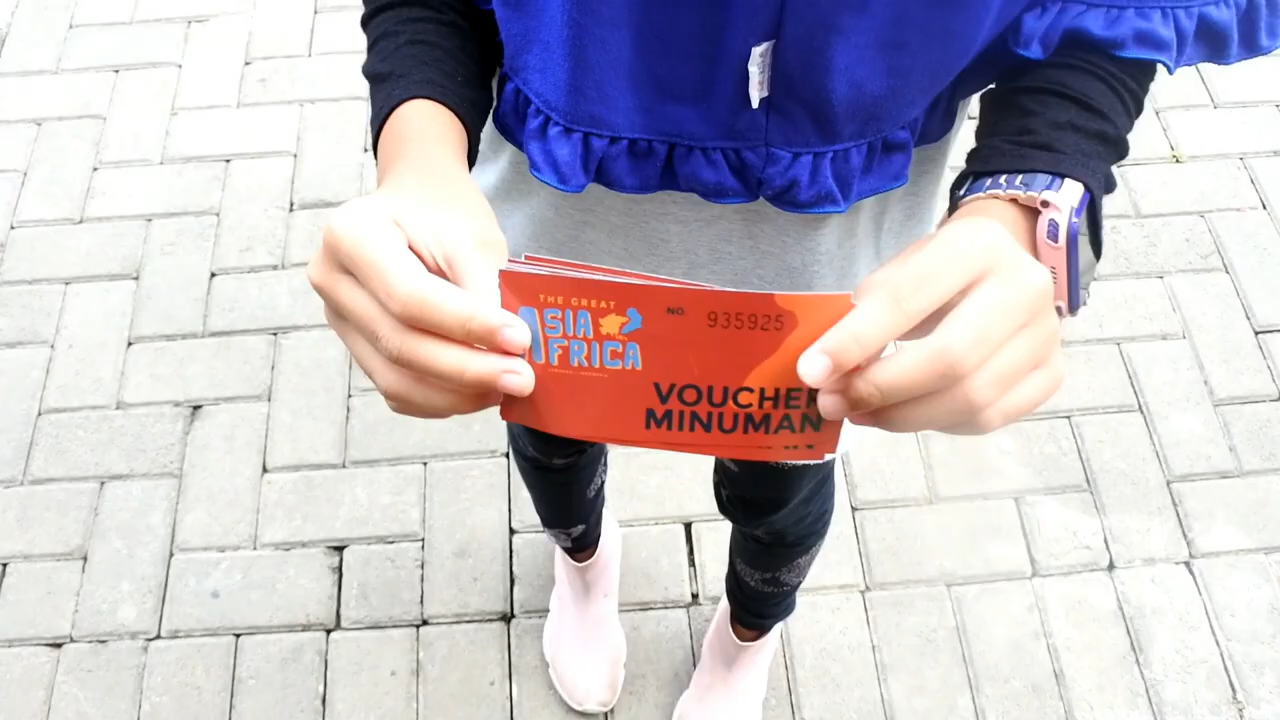 THE GREAT
ASIA
AFRICA
NO. 935925
VOUCHER
MINUMAN